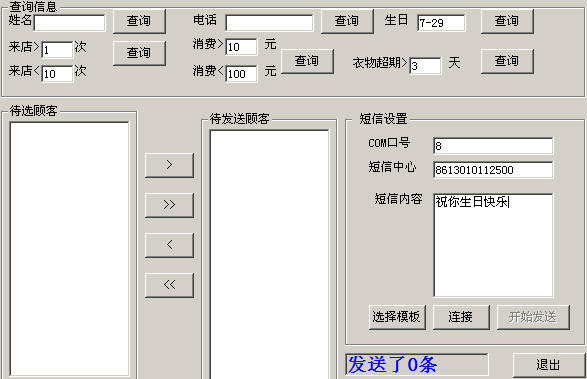 查询信息
姓名 查询 电话 查询 生日 7-29 查询
来店> 1 次 查询 消费> 10 元 查询 衣物超期> 3 天 查询
来店< 10 次 消费< 100 元
待选顾客 待发送顾客 短信设置
COM口号 8
> 短信中心 8613010112500
>> 短信内容 祝你生日快乐
<
<< 选择模板 连接 开始发送
发送了0条 退出